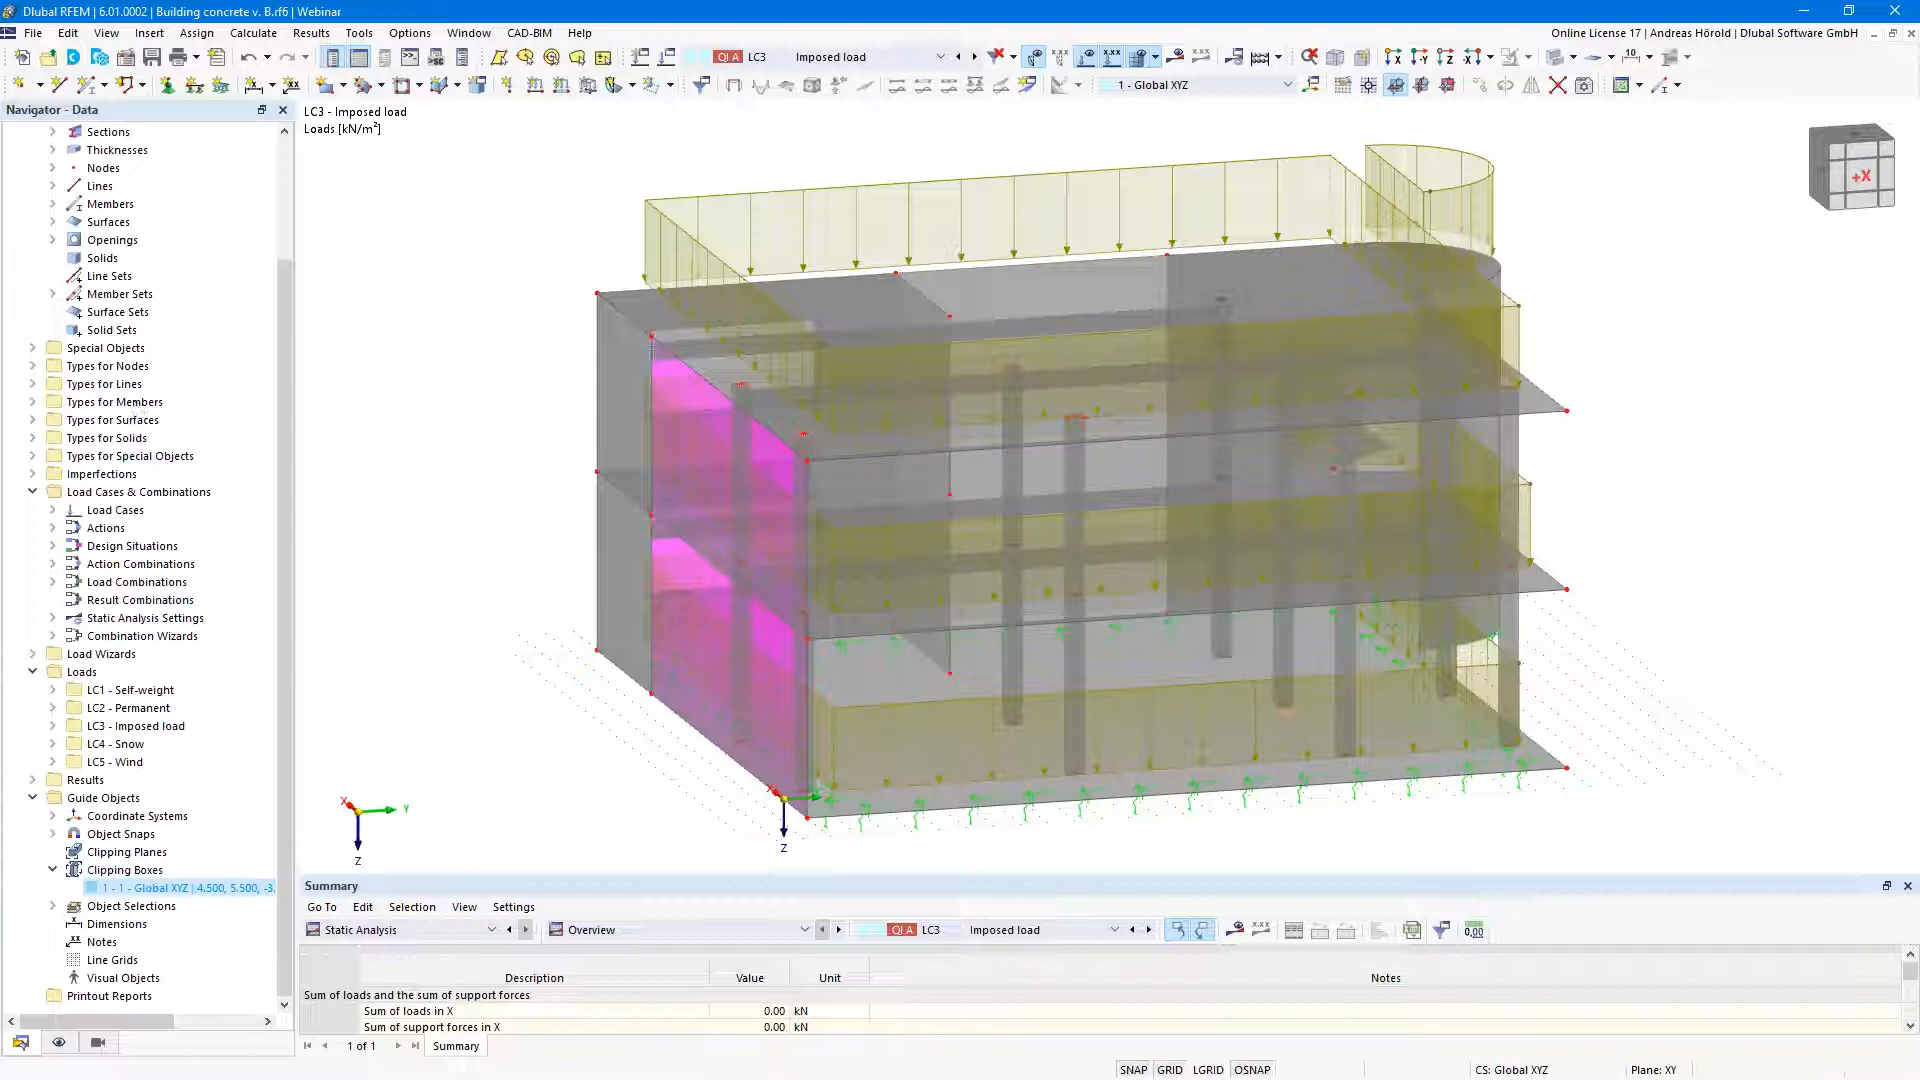 Dlubal RFEM | 6.01.0002 | Building concrete v. B.rf6 | Webinar
File Edit View Insert Assign Calculate Results Tools Options Window CAD-BIM Help
Online License 17 | Andreas Hörold | Dlubal Software GmbH
QI A LC3 Imposed load
1 - Global XYZ
Navigator - Data
Sections
Thicknesses
Nodes
Lines
Members
Surfaces
Openings
Solids
Line Sets
Member Sets
Surface Sets
Solid Sets
Special Objects
Types for Nodes
Types for Lines
Types for Members
Types for Surfaces
Types for Solids
Types for Special Objects
Imperfections
Load Cases & Combinations
Load Cases
Actions
Design Situations
Action Combinations
Load Combinations
Result Combinations
Static Analysis Settings
Combination Wizards
Load Wizards
Loads
LC1 - Self-weight
LC2 - Permanent
LC3 - Imposed load
LC4 - Snow
LC5 - Wind
Results
Guide Objects
Coordinate Systems
Object Snaps
Clipping Planes
Clipping Boxes
1 - 1 - Global XYZ | 4.500, 5.500, -3.
Object Selections
Dimensions
Notes
Line Grids
Visual Objects
Printout Reports
LC3 - Imposed load
Loads [kN/m²]
+X
X
Y
Z
X
Z
Summary
Go To Edit Selection View Settings
Static Analysis
Overview
QI A LC3 Imposed load
0,00
Description Value Unit Notes
Sum of loads and the sum of support forces
Sum of loads in X 0.00 kN
Sum of support forces in X 0.00 kN
1 of 1
Summary
SNAP GRID LGRID OSNAP
CS: Global XYZ
Plane: XY